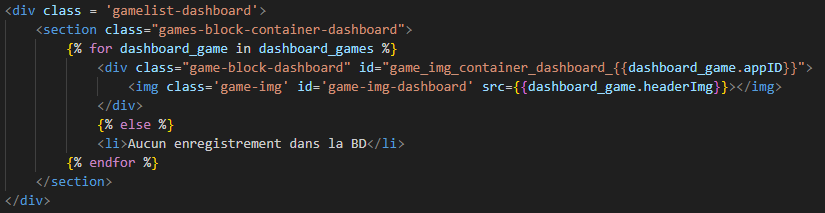 <div class = 'gamelist-dashboard'>
    <section class="games-block-container-dashboard">
        {% for dashboard_game in dashboard_games %}
            <div class="game-block-dashboard" id="game_img_container_dashboard_{{dashboard_game.appID}}">
                <img class='game-img' id='game-img-dashboard' src={{dashboard_game.headerImg}}></img>
            </div>
            {% else %}
            <li>Aucun enregistrement dans la BD</li>
        {% endfor %}
    </section>
</div>